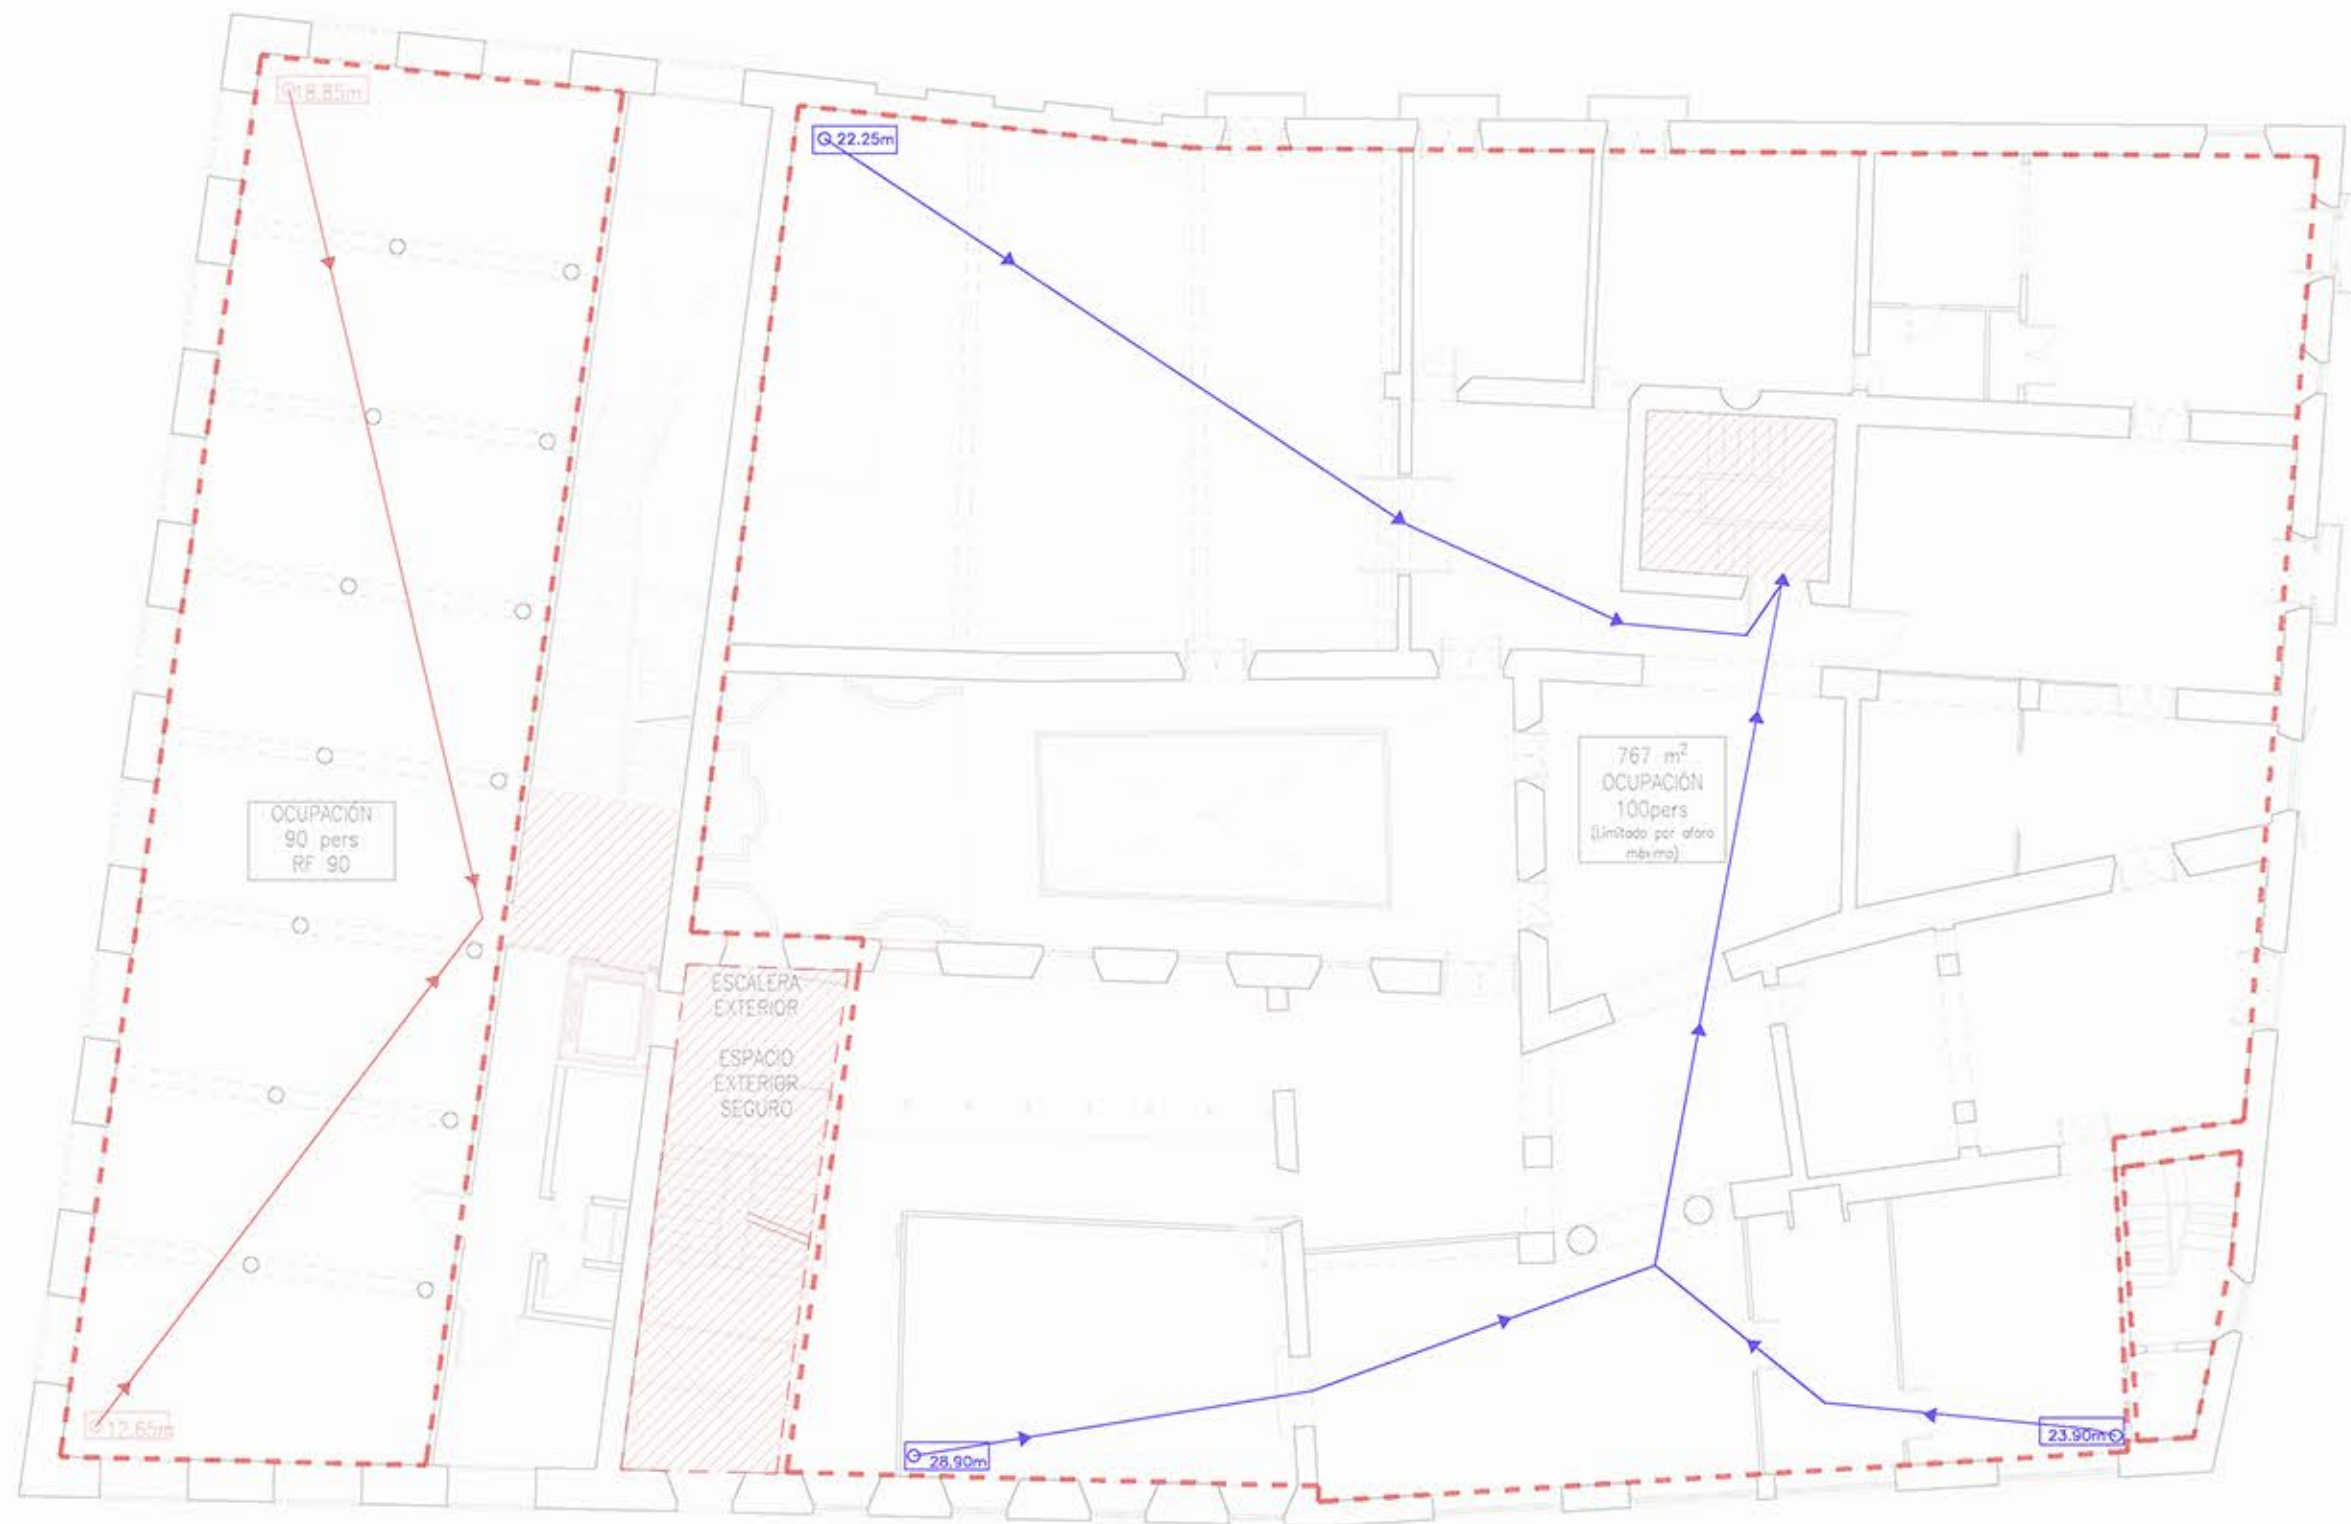 18.85m
22.25m
767 m²
OCUPACIÓN
100pers
(Limitado por aforo
máximo)
OCUPACIÓN
90 pers
RF 90
ESCALERA
EXTERIOR
ESPACIO
EXTERIOR
SEGURO
12.65m
28.90m
23.90m